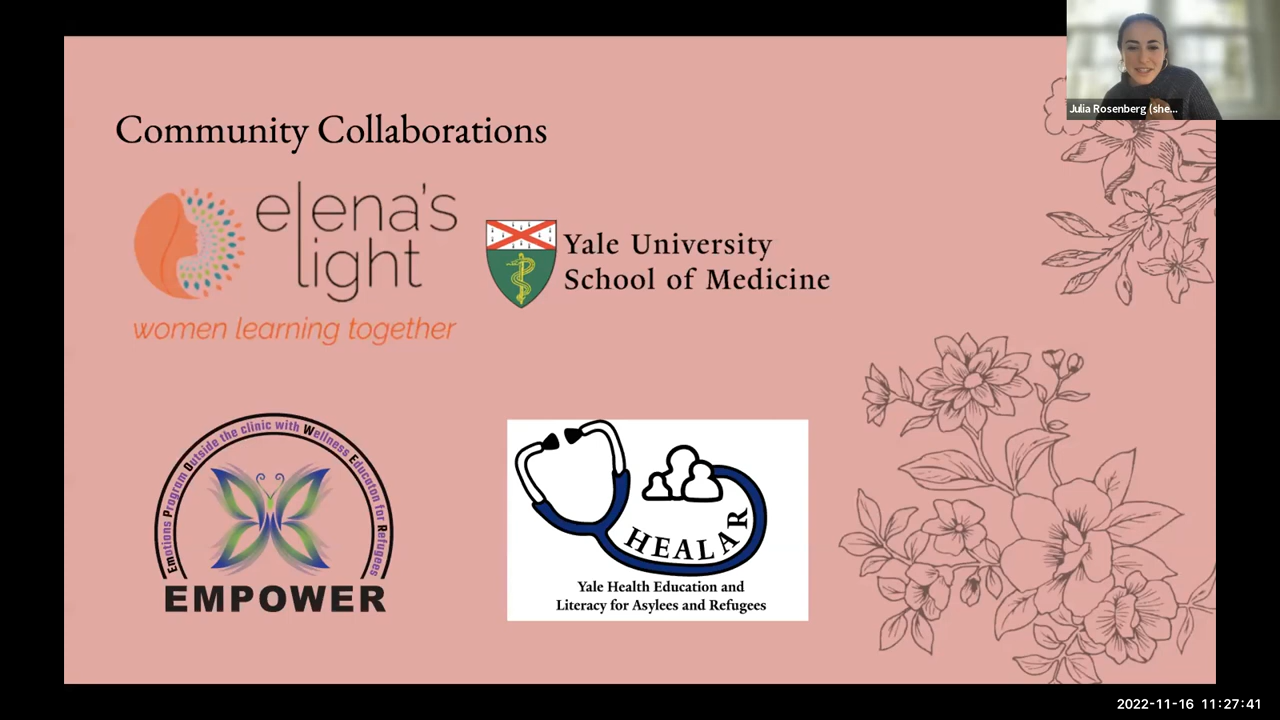 Julia Rosenberg (she...
Community Collaborations
elena's
light
women learning together
Yale University
School of Medicine
Emotions Program Outside the clinic with Wellness Educaton for Refugees
EMPOWER
HEALAR
Yale Health Education and
Literacy for Asylees and Refugees
2022-11-16 11:27:41